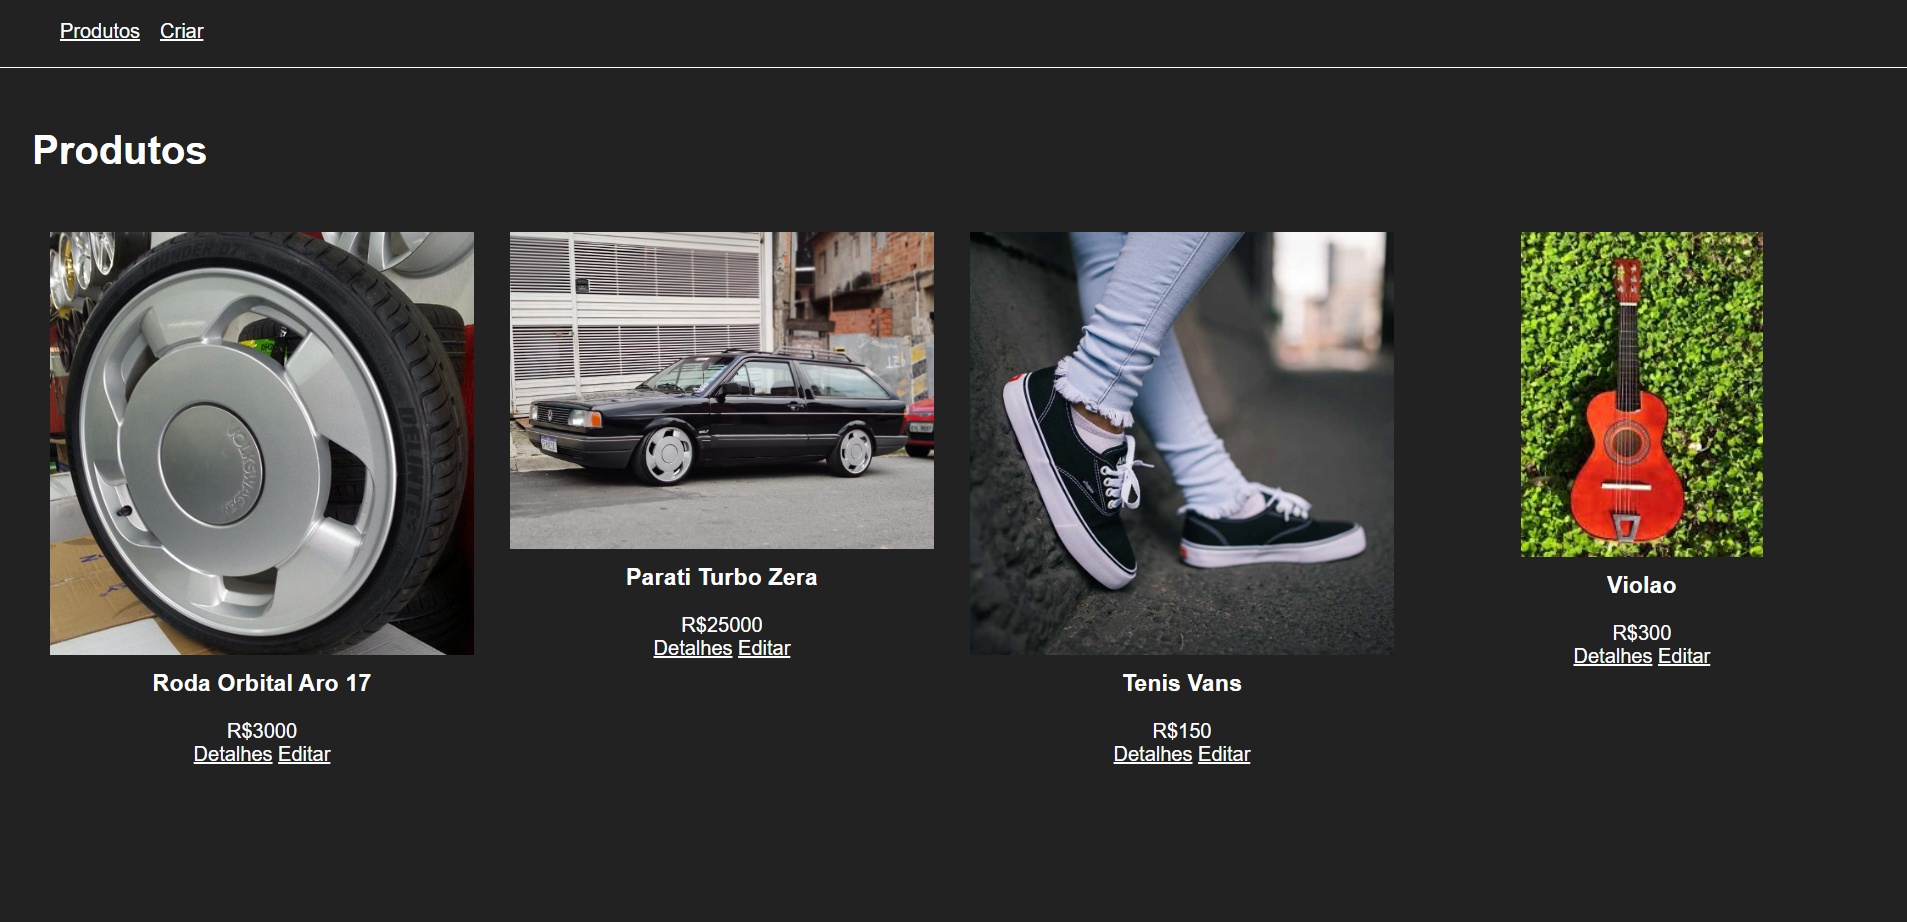 Produtos Criar
Produtos
VOLKSWAGEN
Roda Orbital Aro 17
R$3000
Detalhes Editar
Parati Turbo Zera
R$25000
Detalhes Editar
Tenis Vans
R$150
Detalhes Editar
Violao
R$300
Detalhes Editar